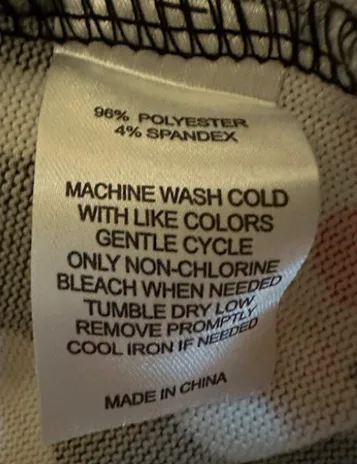 96% POLYESTER
4% SPANDEX
MACHINE WASH COLD
WITH LIKE COLORS
GENTLE CYCLE
ONLY NON-CHLORINE
BLEACH WHEN NEEDED
TUMBLE DRY LOW
REMOVE PROMPTLY
COOL IRON IF NEEDED
MADE IN CHINA